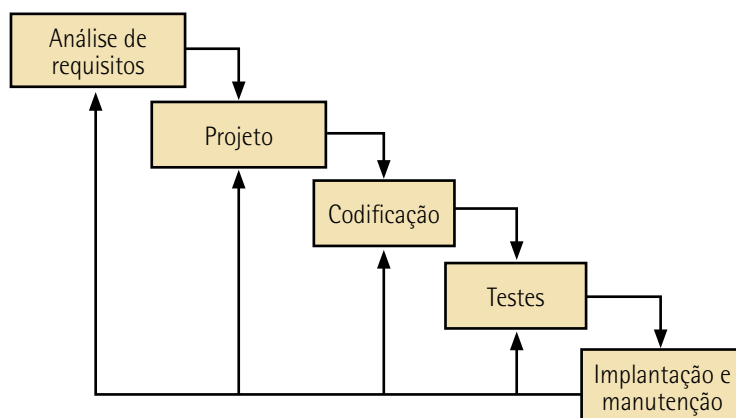 Análise de
requisitos
Projeto
Codificação
Testes
Implantação e
manutenção